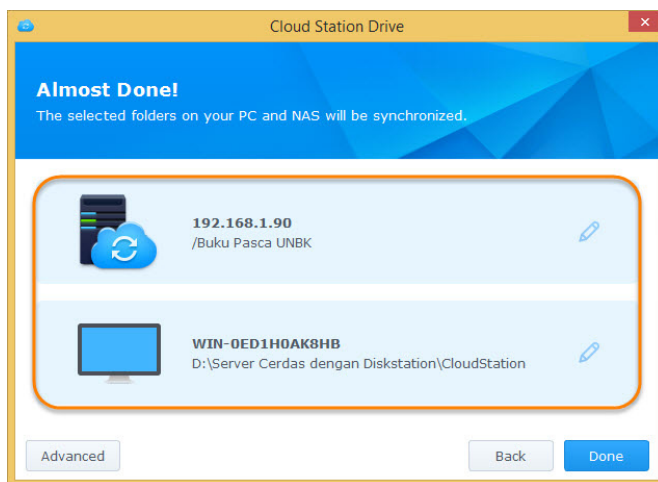 Cloud Station Drive
Almost Done!
The selected folders on your PC and NAS will be synchronized.
192.168.1.90
/Buku Pasca UNBK
WIN-0ED1H0AK8HB
D:\Server Cerdas dengan Diskstation\CloudStation
Advanced
Back
Done